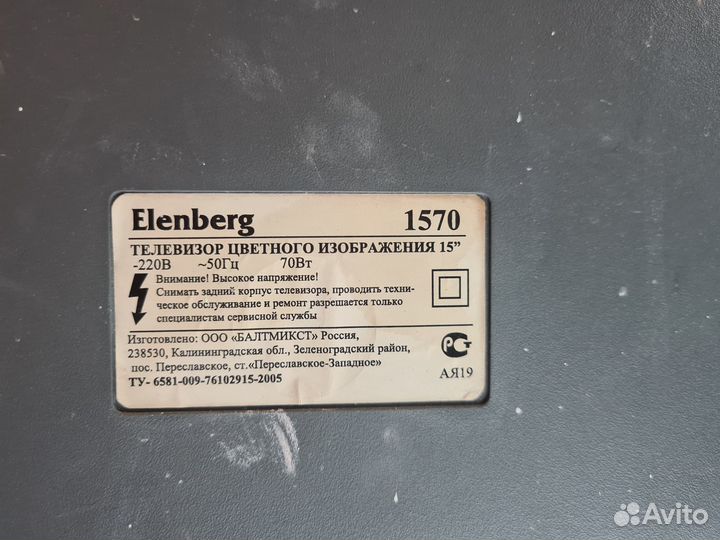 Elenberg 1570
ТЕЛЕВИЗОР ЦВЕТНОГО ИЗОБРАЖЕНИЯ 15”
-220В ~50Гц 70Вт
Внимание! Высокое напряжение!
Снимать задний корпус телевизора, проводить техни-
ческое обслуживание и ремонт разрешается только
специалистам сервисной службы
Изготовлено: ООО «БАЛТМИКСТ» Россия,
238530, Калининградская обл., Зеленоградский район,
пос. Переславское, ст.«Переславское-Западное»
ТУ- 6581-009-76102915-2005
РСТ
АЯ19
Avito